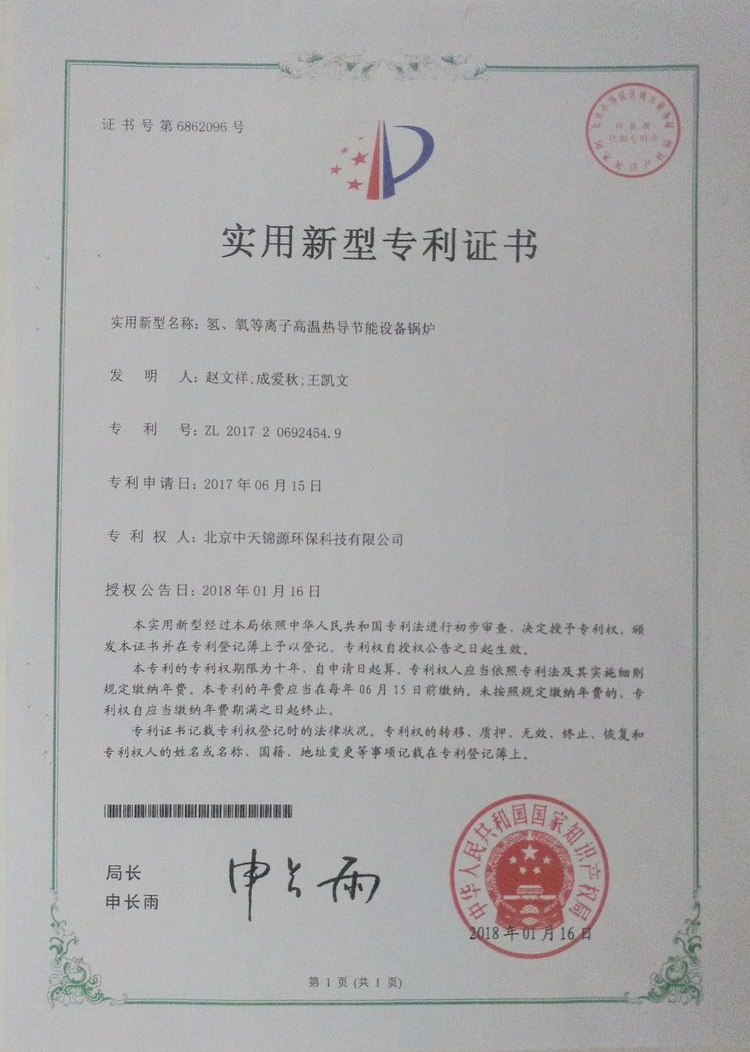 证书号第6862096号
实用新型专利证书
实用新型名称：氢、氧等离子高温热导节能设备锅炉
发明人：赵文祥;成爱秋;王凯文
专利号：ZL 2017 2 0692454.9
专利申请日：2017年06月15日
专利权人：北京中天锦源环保科技有限公司
授权公告日：2018年01月16日
本实用新型经过本局依照中华人民共和国专利法进行初步审查，决定授予专利权，颁
发本证书并在专利登记簿上予以登记。专利权自授权公告之日起生效。
本专利的专利权期限为十年，自申请日起算。专利权人应当依照专利法及其实施细则
规定缴纳年费。本专利的年费应当在每年06月15日前缴纳。未按照规定缴纳年费的，专
利权自应当缴纳年费期满之日起终止。
专利证书记载专利权登记时的法律状况。专利权的转移、质押、无效、终止、恢复和
专利权人的姓名或名称、国籍、地址变更等事项记载在专利登记簿上。
局长
申长雨
申长雨
中华人民共和国国家知识产权局
2018年01月16日
第1页(共1页)